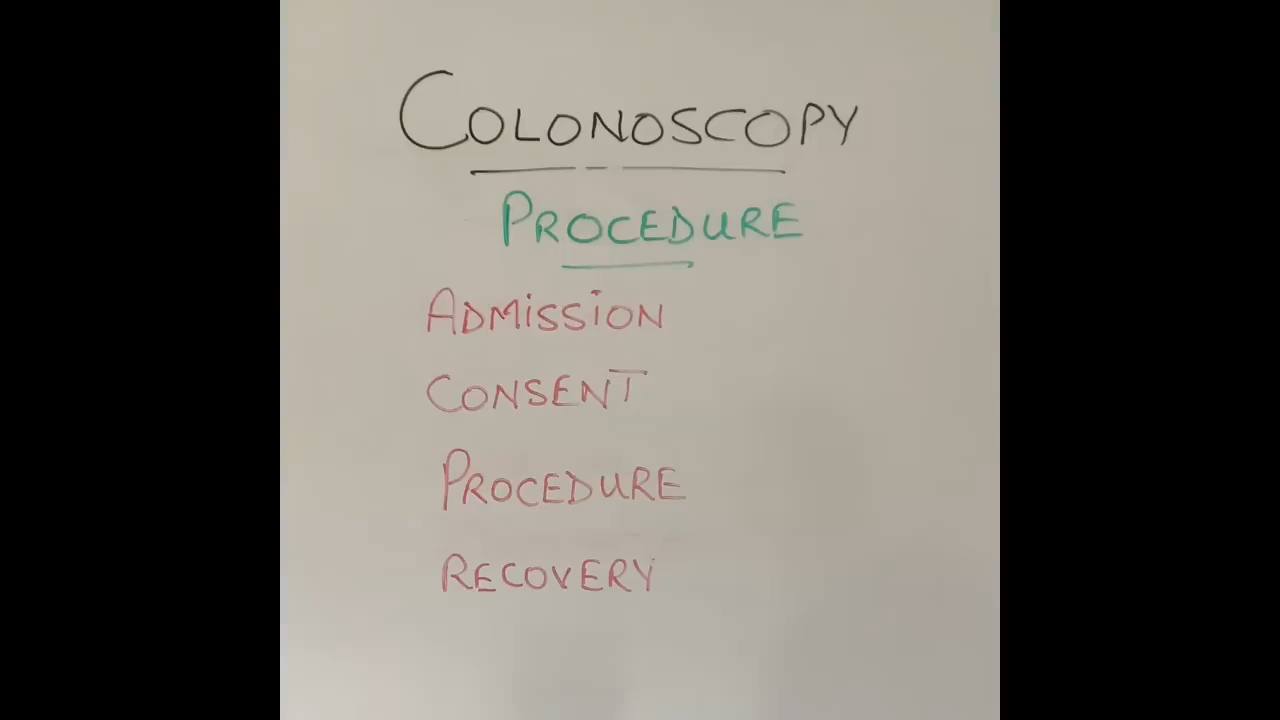 COLONOSCOPY
PROCEDURE
ADMiSSiON
CONSENT
PROCEDURE
RECOVERY